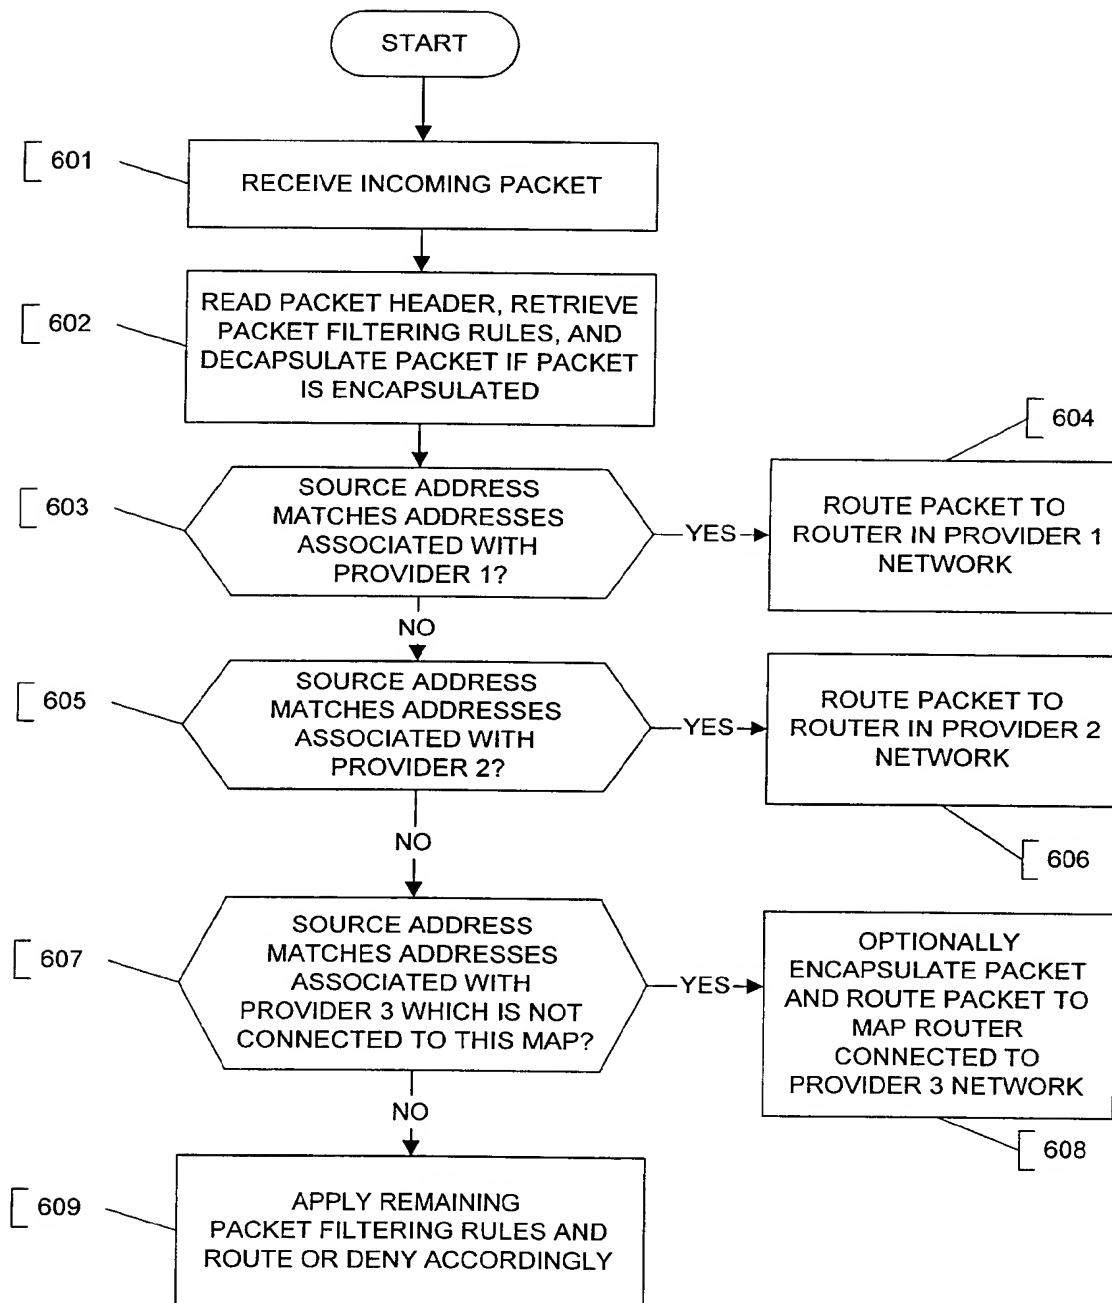 START
601
RECEIVE INCOMING PACKET
602
READ PACKET HEADER, RETRIEVE
PACKET FILTERING RULES, AND
DECAPSULATE PACKET IF PACKET
IS ENCAPSULATED
603
SOURCE ADDRESS
MATCHES ADDRESSES
ASSOCIATED WITH
PROVIDER 1?
YES
604
ROUTE PACKET TO
ROUTER IN PROVIDER 1
NETWORK
NO
605
SOURCE ADDRESS
MATCHES ADDRESSES
ASSOCIATED WITH
PROVIDER 2?
YES
ROUTE PACKET TO
ROUTER IN PROVIDER 2
NETWORK
606
NO
607
SOURCE ADDRESS
MATCHES ADDRESSES
ASSOCIATED WITH
PROVIDER 3 WHICH IS NOT
CONNECTED TO THIS MAP?
YES
OPTIONALLY
ENCAPSULATE PACKET
AND ROUTE PACKET TO
MAP ROUTER
CONNECTED TO
PROVIDER 3 NETWORK
608
NO
609
APPLY REMAINING
PACKET FILTERING RULES AND
ROUTE OR DENY ACCORDINGLY